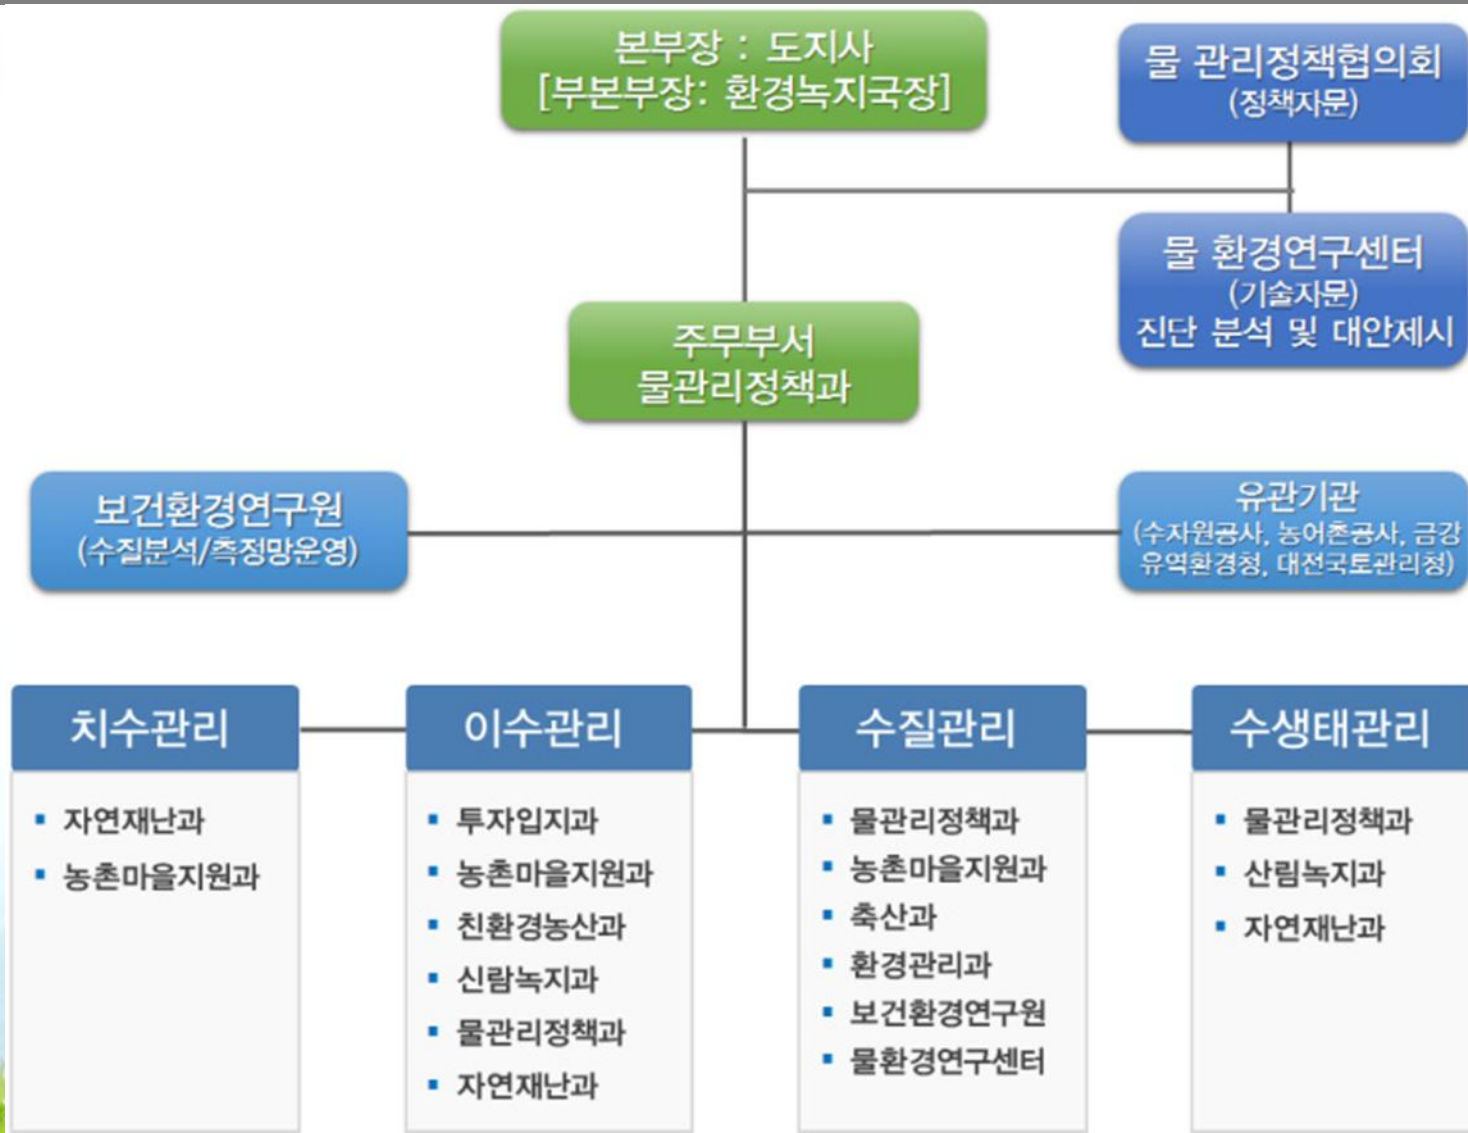 본부장 : 도지사
[부본부장: 환경녹지국장]
물 관리정책협의회
(정책자문)
물 환경연구센터
(기술자문)
진단 분석 및 대안제시
주무부서
물관리정책과
보건환경연구원
(수질분석/측정망운영)
유관기관
(수자원공사, 농어촌공사, 금강
유역환경청, 대전국토관리청)
치수관리
▪ 자연재난과
▪ 농촌마을지원과
이수관리
▪ 투자입지과
▪ 농촌마을지원과
▪ 친환경농산과
▪ 신람녹지과
▪ 물관리정책과
▪ 자연재난과
수질관리
▪ 물관리정책과
▪ 농촌마을지원과
▪ 축산과
▪ 환경관리과
▪ 보건환경연구원
▪ 물환경연구센터
수생태관리
▪ 물관리정책과
▪ 산림녹지과
▪ 자연재난과